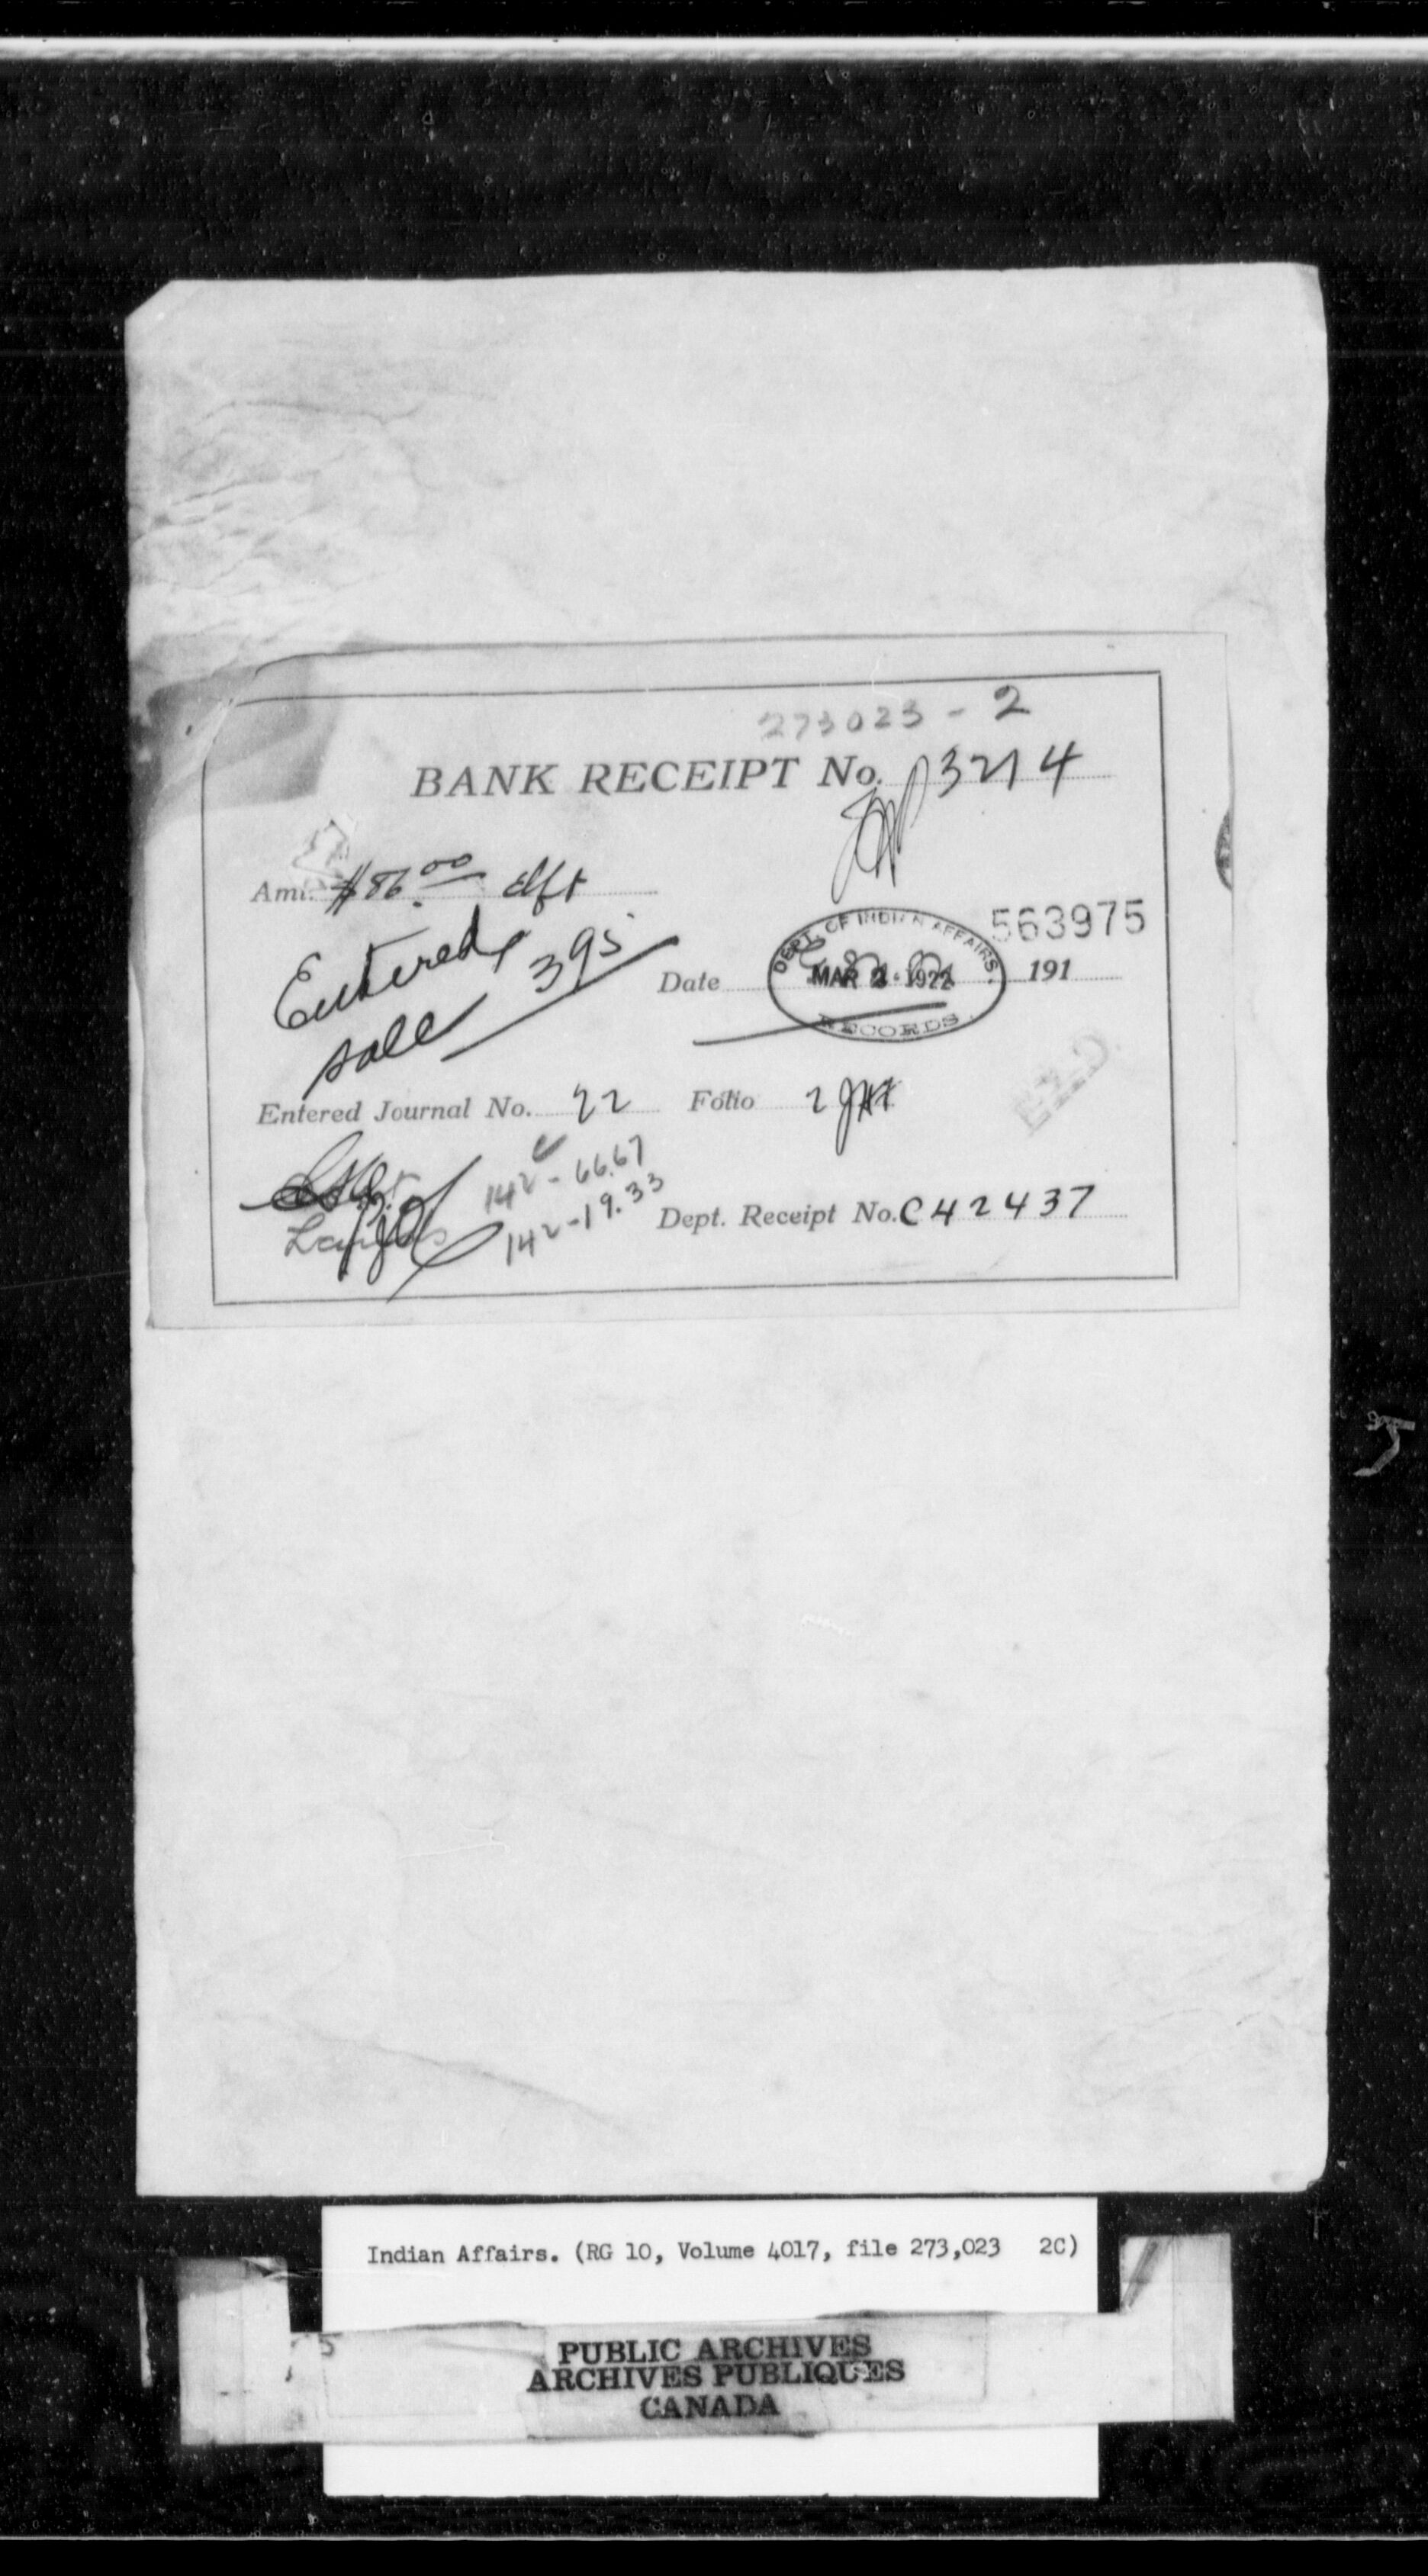 273023 - 2
BANK RECEIPT No. 3214
Amt. $86.00 dft
563975
Entered
sale 395
DEPT. OF INDIAN AFFAIRS
Date MAR 2 1922 191
RECORDS
Entered Journal No. 22 Folio 2
142 - 66.67
142 - 19.33
Dept. Receipt No. C42437
Indian Affairs. (RG 10, Volume 4017, file 273,023 2C)
PUBLIC ARCHIVES
ARCHIVES PUBLIQUES
CANADA